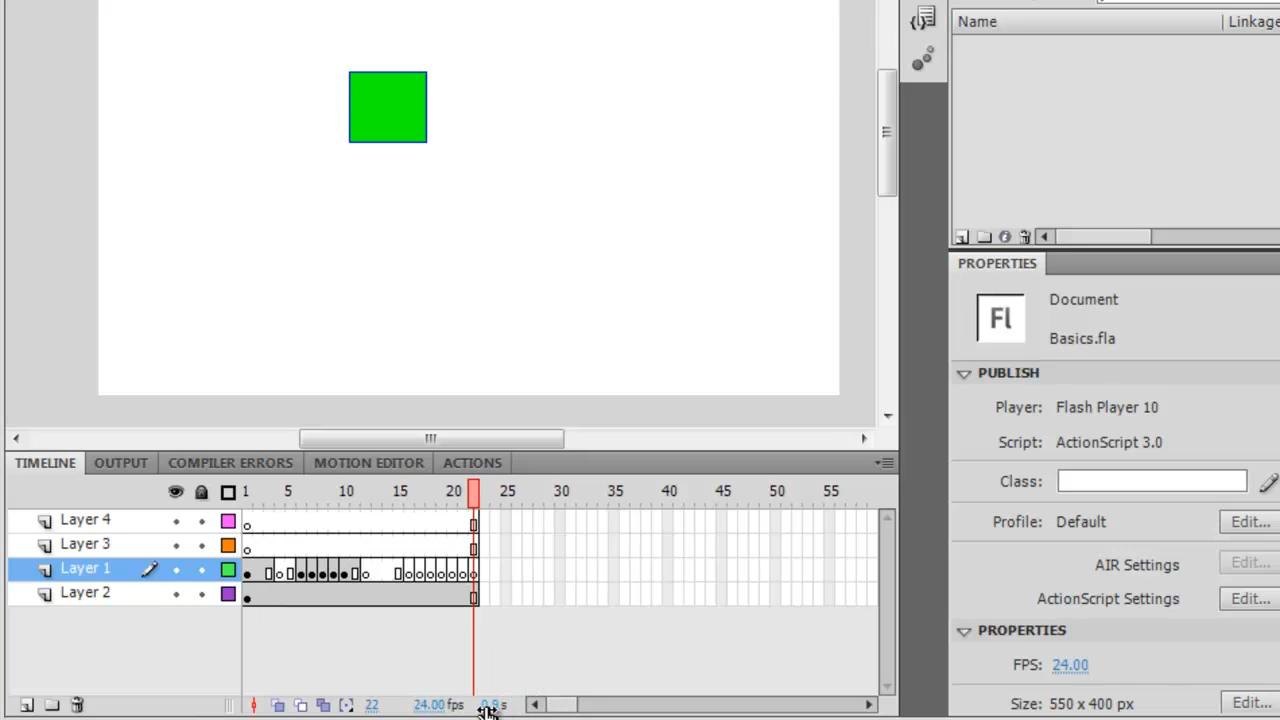 Name Linkage
PROPERTIES
Fl
Document
Basics.fla
PUBLISH
Player: Flash Player 10
Script: ActionScript 3.0
Class:
Profile: Default Edit...
AIR Settings Edit...
ActionScript Settings Edit...
PROPERTIES
FPS: 24.00
Size: 550 x 400 px Edit...
TIMELINE OUTPUT COMPILER ERRORS MOTION EDITOR ACTIONS
1 5 10 15 20 25 30 35 40 45 50 55
Layer 4
Layer 3
Layer 1
Layer 2
22 24.00 fps 0.9 s